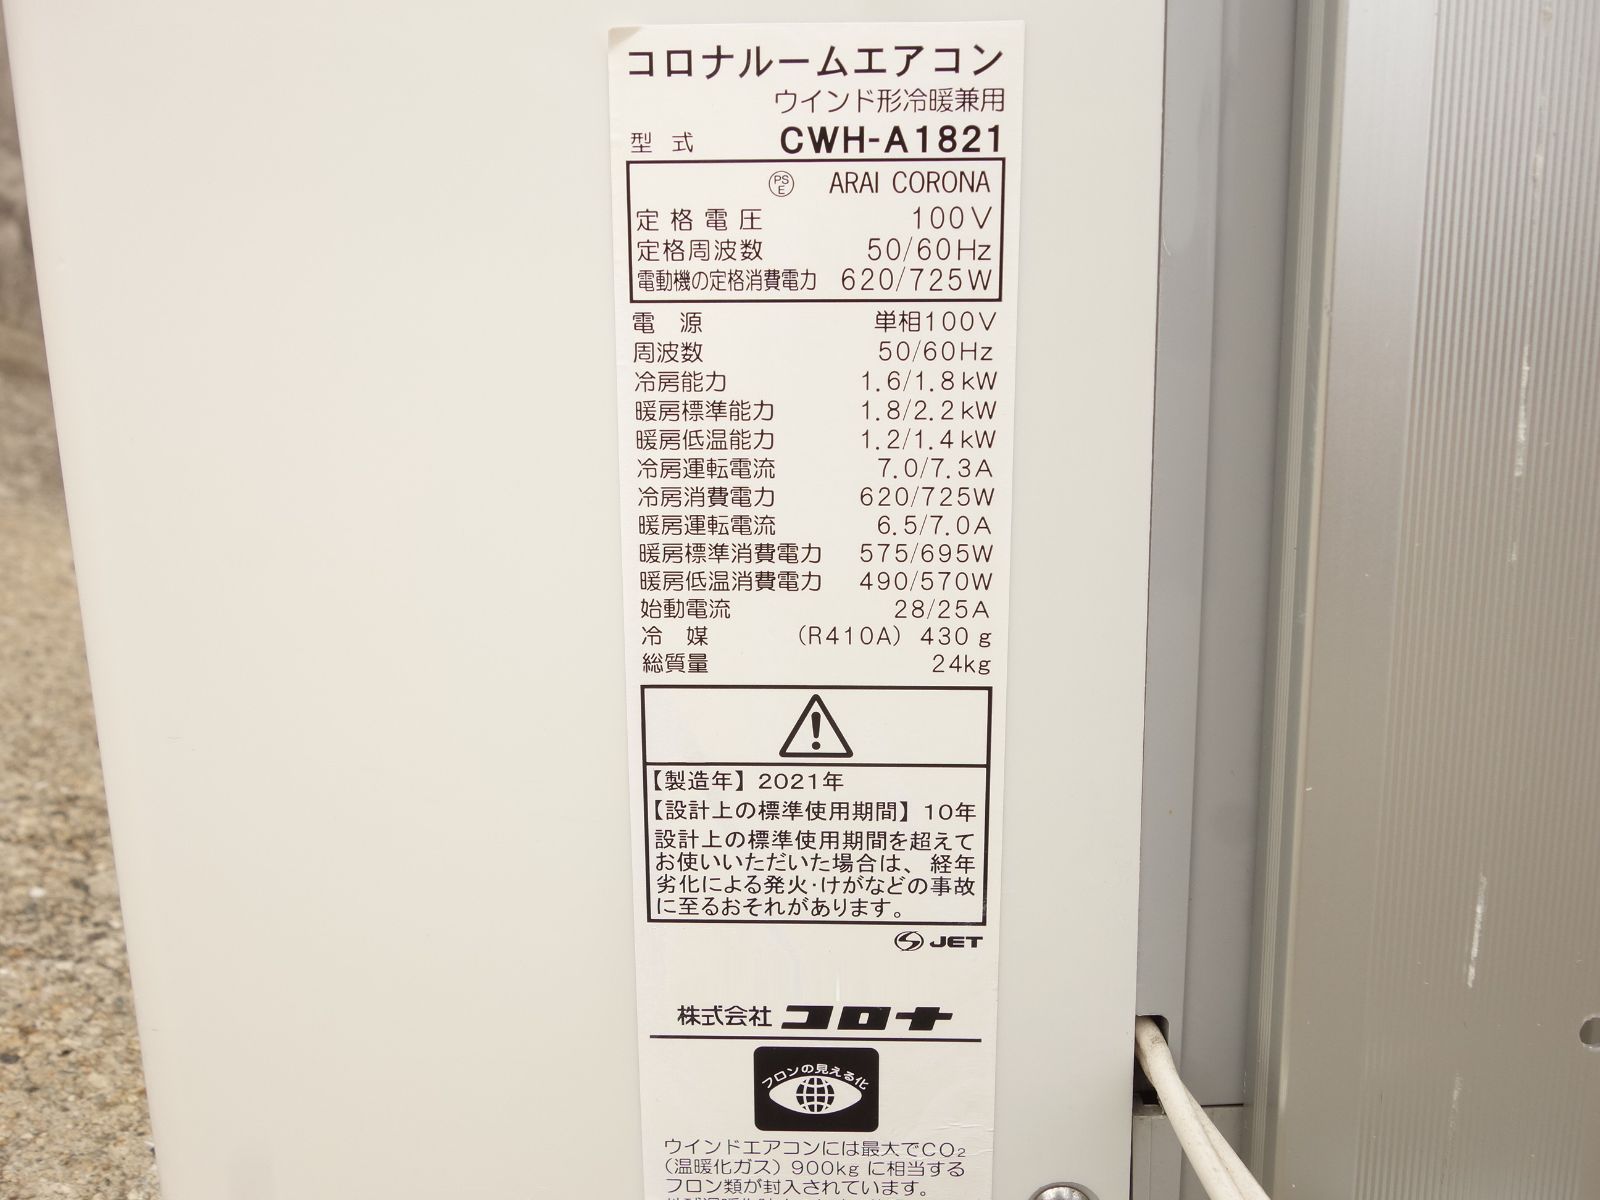 コロナルームエアコン
ウインド形冷暖兼用
型式 CWH-A1821
PSE ARAI CORONA
定格電圧 100V
定格周波数 50/60Hz
電動機の定格消費電力 620/725W
電源 単相100V
周波数 50/60Hz
冷房能力 1.6/1.8kW
暖房標準能力 1.8/2.2kW
暖房低温能力 1.2/1.4kW
冷房運転電流 7.0/7.3A
冷房消費電力 620/725W
暖房運転電流 6.5/7.0A
暖房標準消費電力 575/695W
暖房低温消費電力 490/570W
始動電流 28/25A
冷媒 (R410A) 430g
総質量 24kg
【製造年】2021年
【設計上の標準使用期間】10年
設計上の標準使用期間を超えて
お使いいただいた場合は、経年
劣化による発火・けがなどの事故
に至るおそれがあります。
JET
株式会社 コロナ
フロンの見える化
ウインドエアコンには最大でCO₂
(温暖化ガス) 900kgに相当する
フロン類が封入されています。